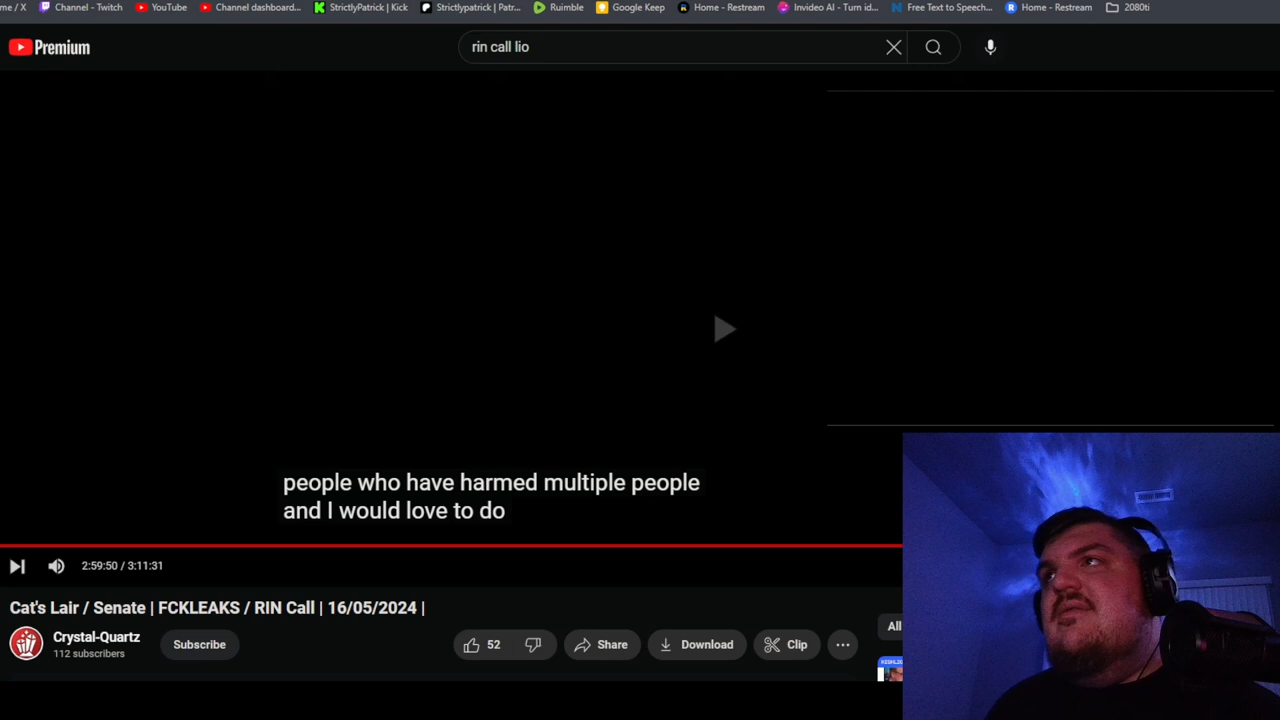 me / X
Channel - Twitch
YouTube
Channel dashboard...
StrictlyPatrick | Kick
Strictlypatrick | Patr...
Rumble
Google Keep
Home - Restream
Invideo AI - Turn id...
Free Text to Speech...
Home - Restream
2080ti
Premium
rin call lio
people who have harmed multiple people
and I would love to do
2:59:50 / 3:11:31
Cat's Lair / Senate | FCKLEAKS / RIN Call | 16/05/2024 |
Crystal-Quartz
112 subscribers
Subscribe
52
Share
Download
Clip
All